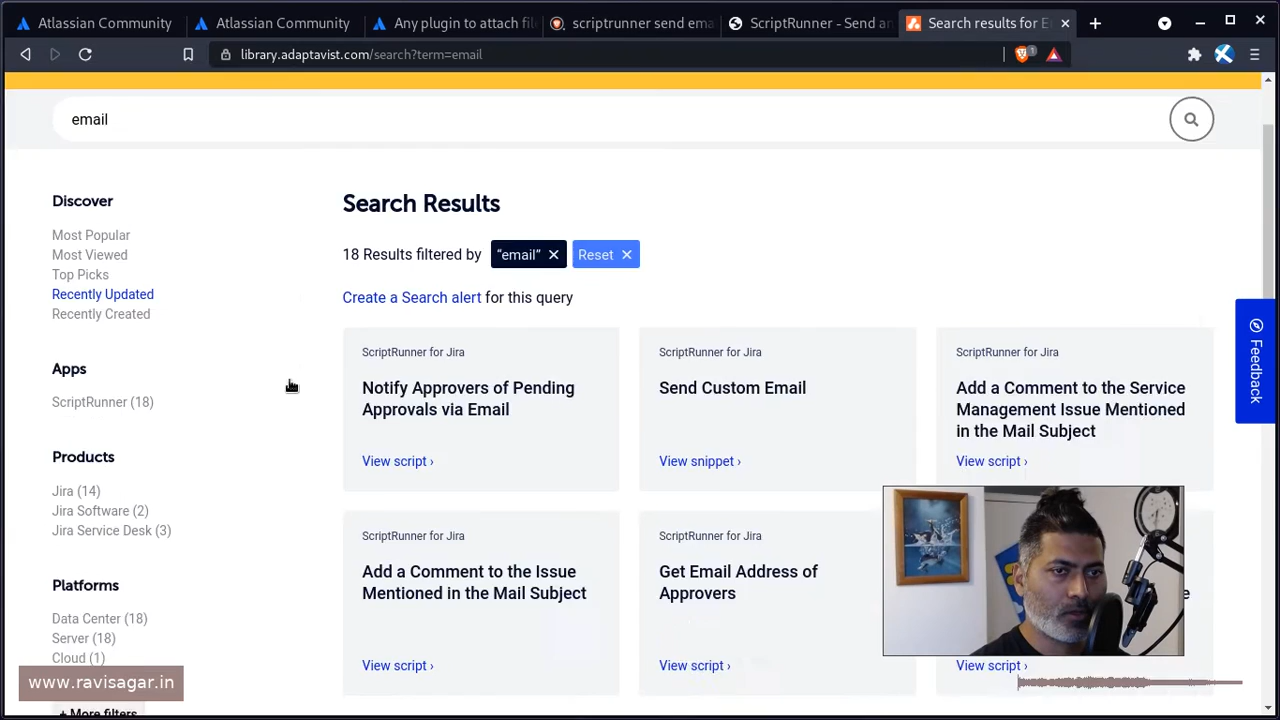 Atlassian Community
Atlassian Community
Any plugin to attach fil
scriptrunner send ema
ScriptRunner - Send an
Search results for E
library.adaptavist.com/search?term=email
1
email
Discover
Most Popular
Most Viewed
Top Picks
Recently Updated
Recently Created
Apps
ScriptRunner (18)
Products
Jira (14)
Jira Software (2)
Jira Service Desk (3)
Platforms
Data Center (18)
Server (18)
Cloud (1)
+ More filters
Search Results
18 Results filtered by "email" × Reset ×
Create a Search alert for this query
ScriptRunner for Jira
Notify Approvers of Pending
Approvals via Email
View script ›
ScriptRunner for Jira
Send Custom Email
View snippet ›
ScriptRunner for Jira
Add a Comment to the Service
Management Issue Mentioned
in the Mail Subject
View script ›
ScriptRunner for Jira
Add a Comment to the Issue
Mentioned in the Mail Subject
View script ›
ScriptRunner for Jira
Get Email Address of
Approvers
View script ›
View script ›
Feedback
www.ravisagar.in